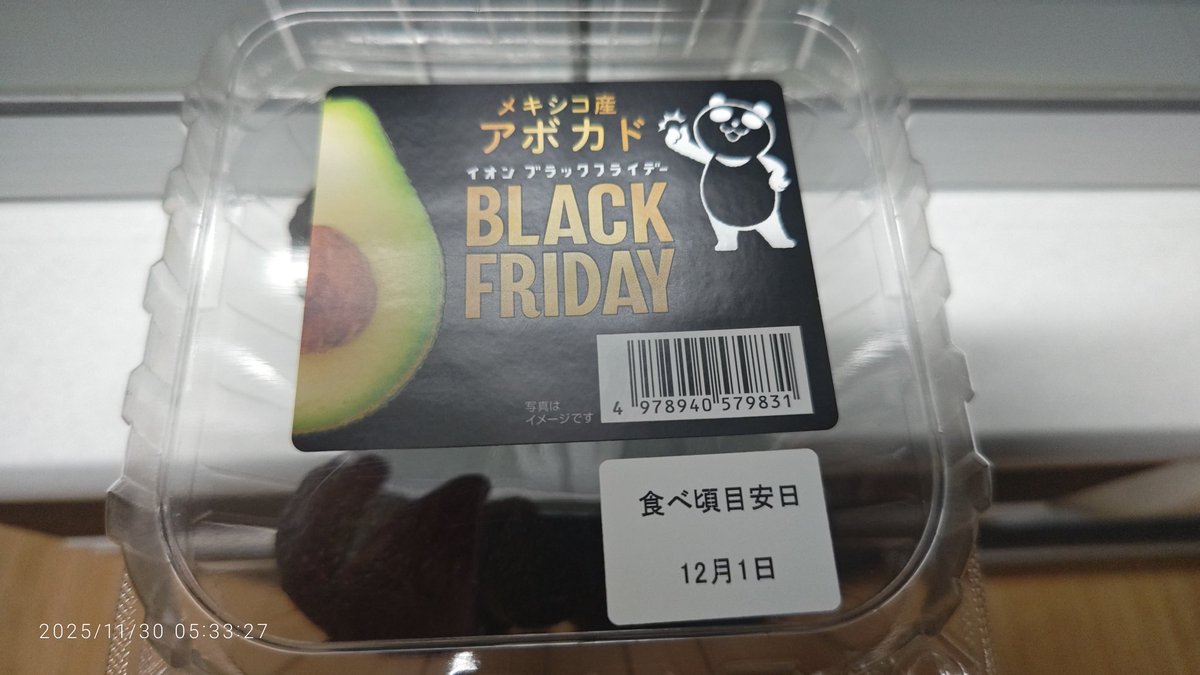 メキシコ産
アボカド
イオン ブラックフライデー
BLACK
FRIDAY
写真は
イメージです
4 978940 579831
食べ頃目安日
12月1日
2025/11/30 05:33:27